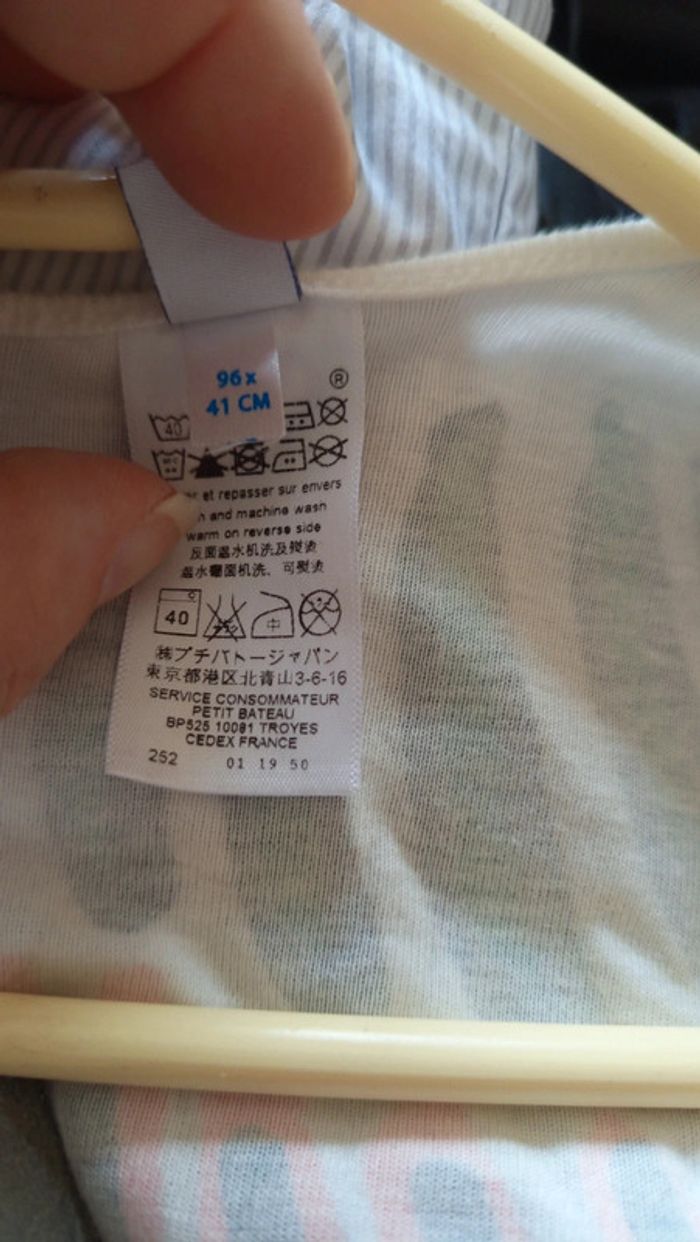 96 x
41 CM
®
40
er et repasser sur envers
h and machine wash
warm on reverse side
反面温水机洗及熨烫
温水曬面机洗、可熨烫
40 中
㈱プチバトージャパン
東京都港区北青山3-6-16
SERVICE CONSOMMATEUR
PETIT BATEAU
BP525 10081 TROYES
CEDEX FRANCE
252 01 19 50